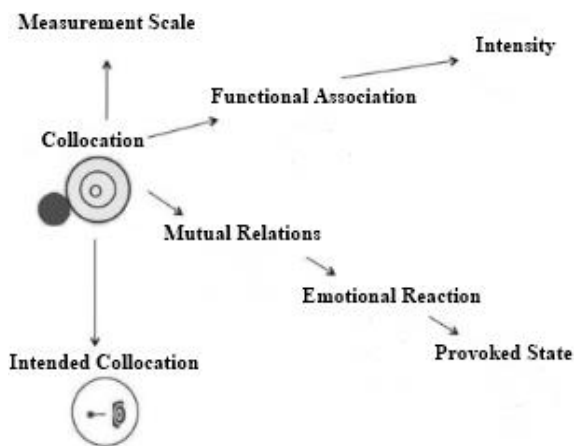 Measurement Scale
Intensity
Functional Association
Collocation
Mutual Relations
Emotional Reaction
Provoked State
Intended Collocation